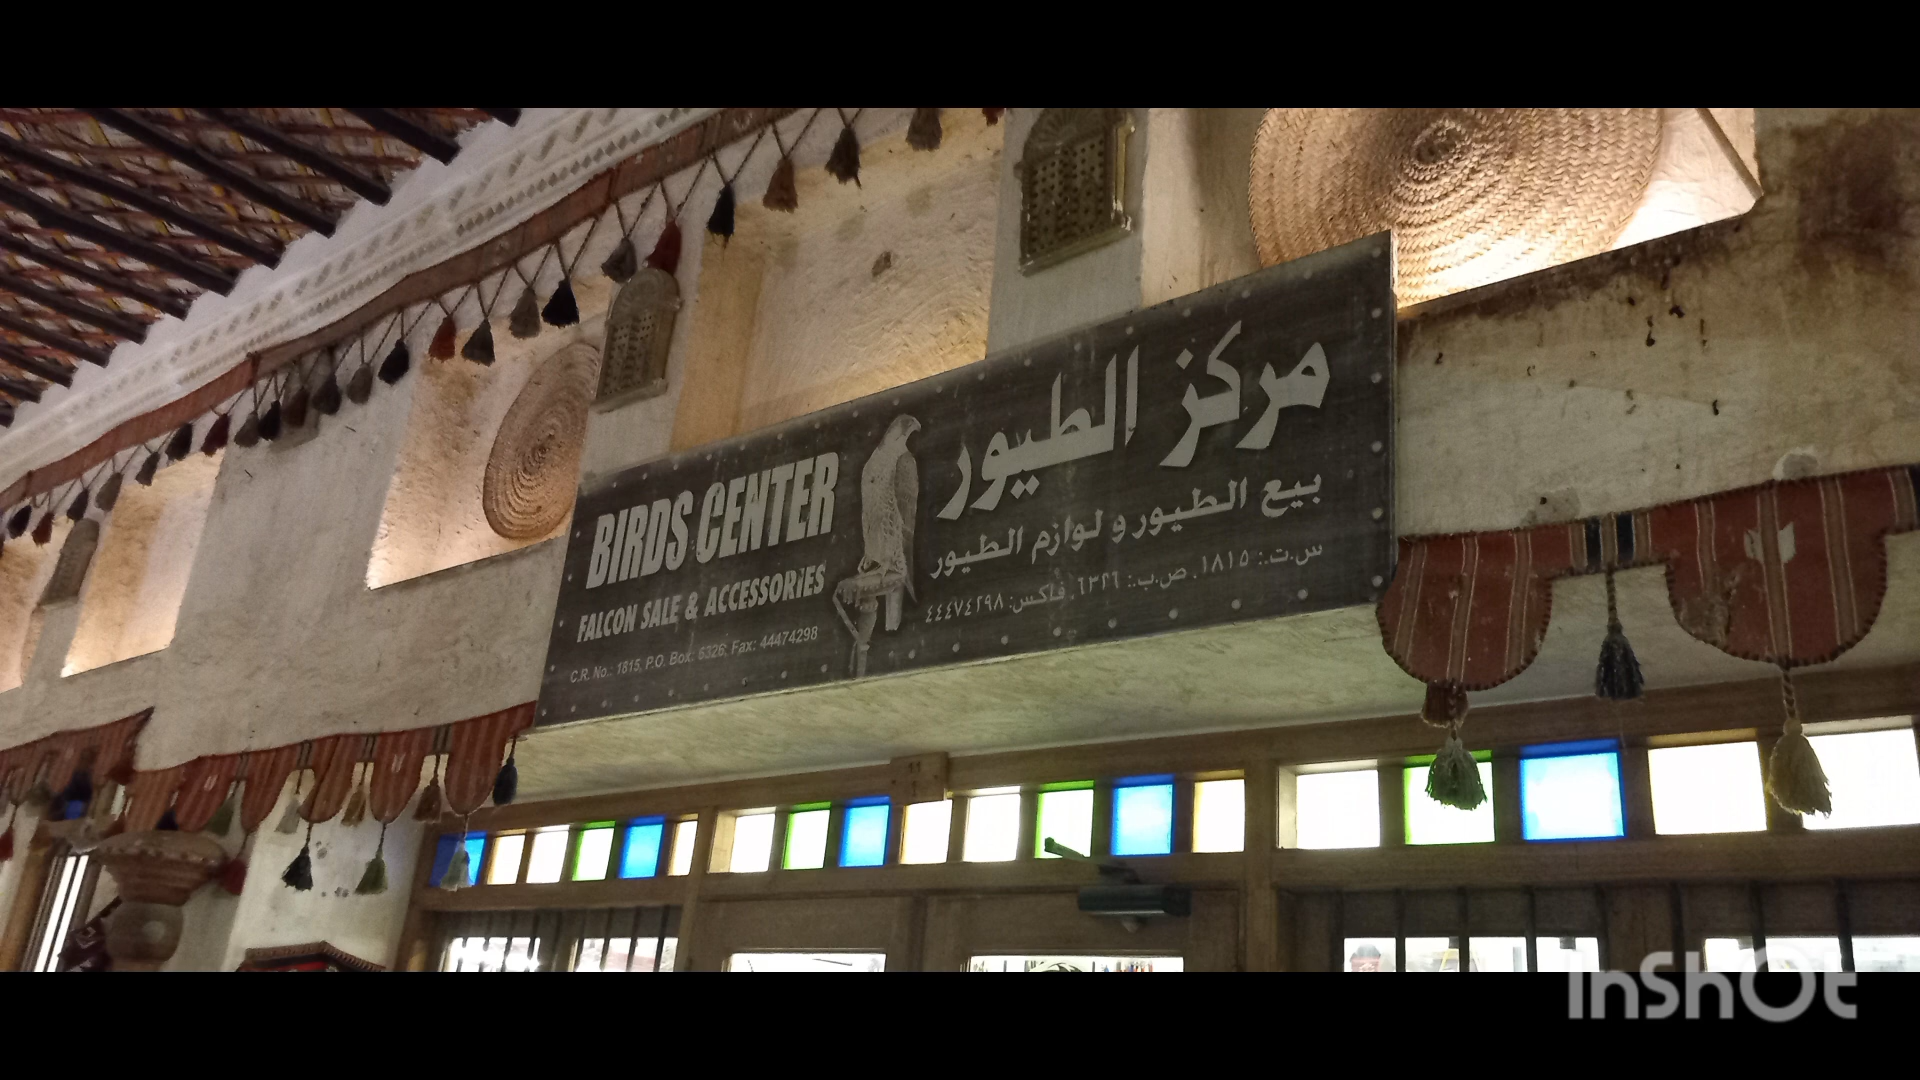 BIRDS CENTER
FALCON SALE & ACCESSORIES
C.R. No.: 1815, P.O. Box: 6326, Fax: 44474298
مركز الطيور
بيع الطيور و لوازم الطيور
س.ت.: ١٨١٥، ص.ب.: ٦٣٢٦، فاكس: ٤٤٤٧٤٢٩٨
InShOt